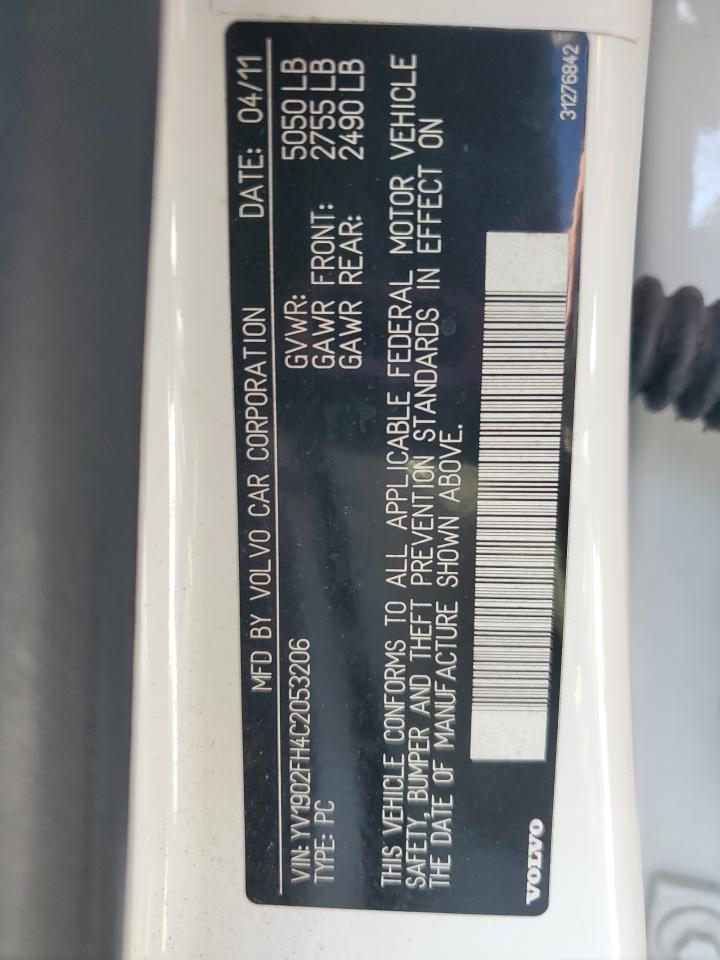 MFD BY VOLVO CAR CORPORATION DATE: 04/11
VIN: YV1902FH4C2053206 GVWR: 5050 LB
TYPE: PC GAWR FRONT: 2755 LB
GAWR REAR: 2490 LB
THIS VEHICLE CONFORMS TO ALL APPLICABLE FEDERAL MOTOR VEHICLE
SAFETY, BUMPER AND THEFT PREVENTION STANDARDS IN EFFECT ON
THE DATE OF MANUFACTURE SHOWN ABOVE.
VOLVO 31276842